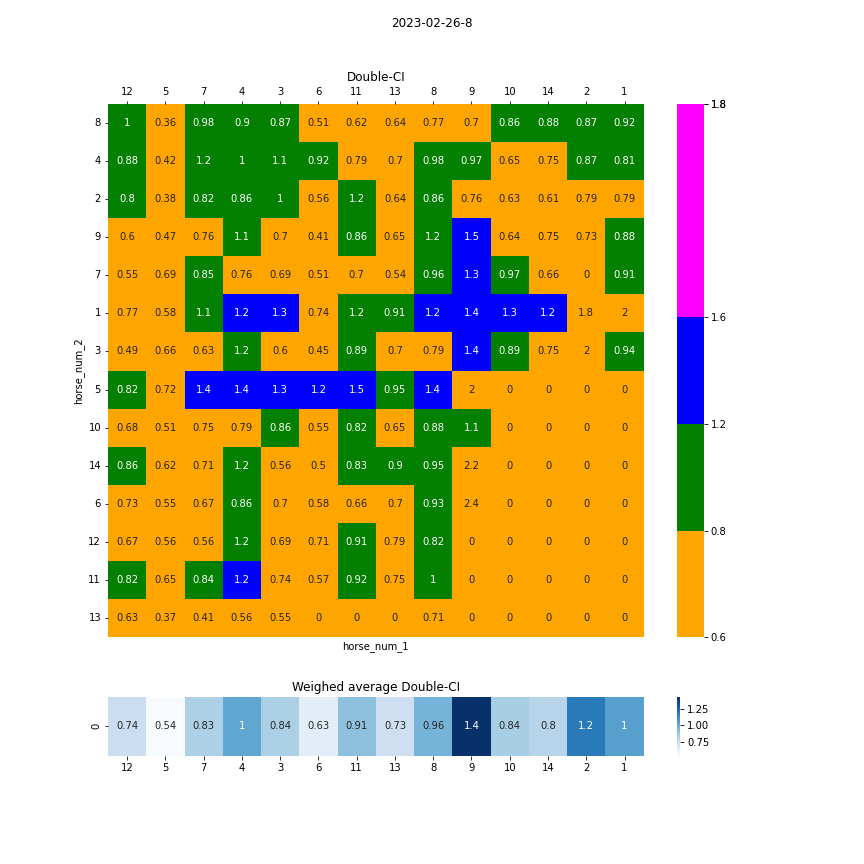 2023-02-26-8
Double-CI
12 5 7 4 3 6 11 13 8 9 10 14 2 1
8 1 0.36 0.98 0.9 0.87 0.51 0.62 0.64 0.77 0.7 0.86 0.88 0.87 0.92
4 0.88 0.42 1.2 1 1.1 0.92 0.79 0.7 0.98 0.97 0.65 0.75 0.87 0.81
2 0.8 0.38 0.82 0.86 1 0.56 1.2 0.64 0.86 0.76 0.63 0.61 0.79 0.79
9 0.6 0.47 0.76 1.1 0.7 0.41 0.86 0.65 1.2 1.5 0.64 0.75 0.73 0.88
7 0.55 0.69 0.85 0.76 0.69 0.51 0.7 0.54 0.96 1.3 0.97 0.66 0 0.91
1 0.77 0.58 1.1 1.2 1.3 0.74 1.2 0.91 1.2 1.4 1.3 1.2 1.8 2
3 0.49 0.66 0.63 1.2 0.6 0.45 0.89 0.7 0.79 1.4 0.89 0.75 2 0.94
5 0.82 0.72 1.4 1.4 1.3 1.2 1.5 0.95 1.4 2 0 0 0 0
10 0.68 0.51 0.75 0.79 0.86 0.55 0.82 0.65 0.88 1.1 0 0 0 0
14 0.86 0.62 0.71 1.2 0.56 0.5 0.83 0.9 0.95 2.2 0 0 0 0
6 0.73 0.55 0.67 0.86 0.7 0.58 0.66 0.7 0.93 2.4 0 0 0 0
12 0.67 0.56 0.56 1.2 0.69 0.71 0.91 0.79 0.82 0 0 0 0 0
11 0.82 0.65 0.84 1.2 0.74 0.57 0.92 0.75 1 0 0 0 0 0
13 0.63 0.37 0.41 0.56 0.55 0 0 0 0.71 0 0 0 0 0
horse_num_2
horse_num_1
1.8
1.6
1.2
0.8
0.6
Weighed average Double-CI
0 0.74 0.54 0.83 1 0.84 0.63 0.91 0.73 0.96 1.4 0.84 0.8 1.2 1
12 5 7 4 3 6 11 13 8 9 10 14 2 1
1.25
1.00
0.75